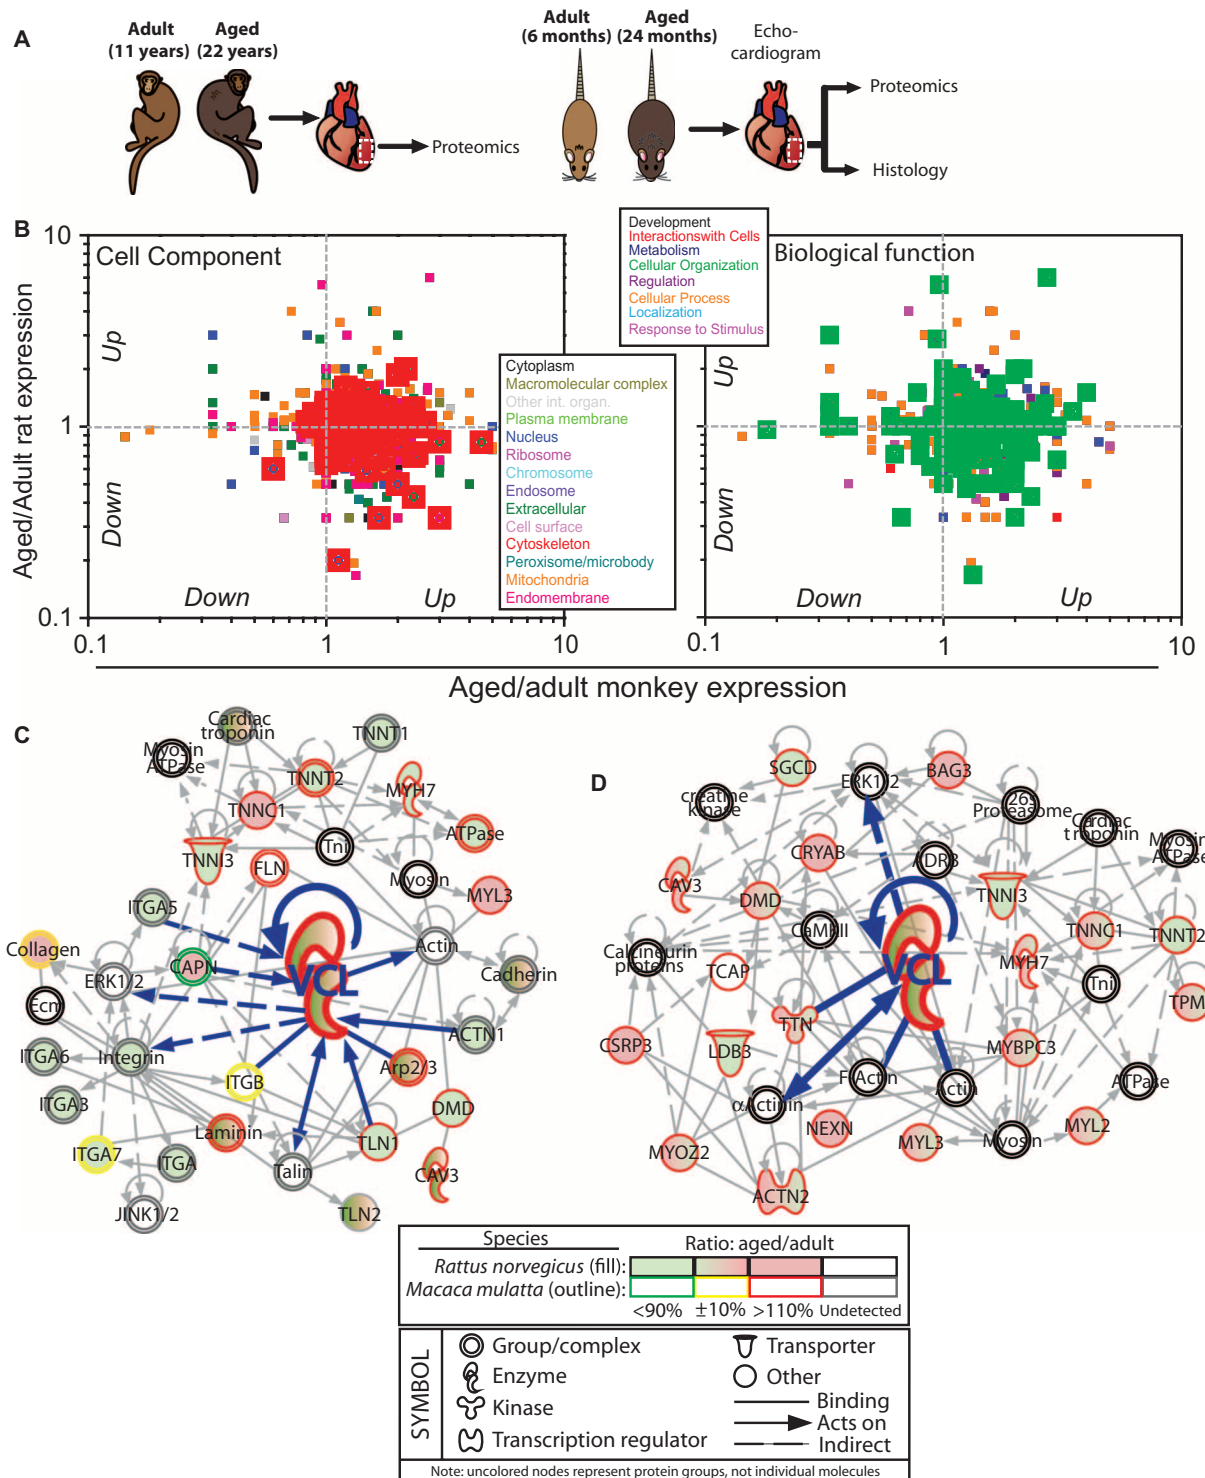 A
Adult
(11 years)
Aged
(22 years)
Proteomics
Adult
(6 months)
Aged
(24 months)
Echo-
cardiogram
Proteomics
Histology
B
Aged/Adult rat expression
10
1
0.1
Cell Component
Up
Down
Down
Up
0.1
1
10
Cytoplasm
Macromolecular complex
Other int. organ.
Plasma membrane
Nucleus
Ribosome
Chromosome
Endosome
Extracellular
Cell surface
Cytoskeleton
Peroxisome/microbody
Mitochondria
Endomembrane
Development
Interactionswith Cells
Metabolism
Cellular Organization
Regulation
Cellular Process
Localization
Response to Stimulus
Biological function
Up
Down
Down
Up
0.1
1
10
Aged/adult monkey expression
C
Cardiac
troponin
TNNT1
Myosin
ATPase
TNNT2
MYH7
TNNC1
ATPase
TNNI3
Tni
FLN
Myosin
MYL3
ITGA5
Collagen
CAPN
Actin
ERK1/2
VCL
Cadherin
Ecm
ACTN1
ITGA6
Integrin
Arp2/3
ITGB
ITGA3
DMD
Laminin
TLN1
ITGA7
ITGA
Talin
CAV3
JINK1/2
TLN2
D
SGCD
ERK1/2
BAG3
creatine
kinase
26s
Proteasome
Cardiac
troponin
Myosin
ATPase
CRYAB
ADRB
CAV3
DMD
TNNI3
CaMKII
TNNC1
TNNT2
Calcineurin
proteins
TCAP
VCL
MYH7
Tni
TPM
TTN
CSRP3
LDB3
MYBPC3
F Actin
αActinin
Actin
ATPase
NEXN
MYL3
Myosin
MYL2
MYOZ2
ACTN2
Species
Ratio: aged/adult
Rattus norvegicus (fill):
Macaca mulatta (outline):
<90%
±10%
>110%
Undetected
SYMBOL
Group/complex
Enzyme
Kinase
Transcription regulator
Transporter
Other
Binding
Acts on
Indirect
Note: uncolored nodes represent protein groups, not individual molecules